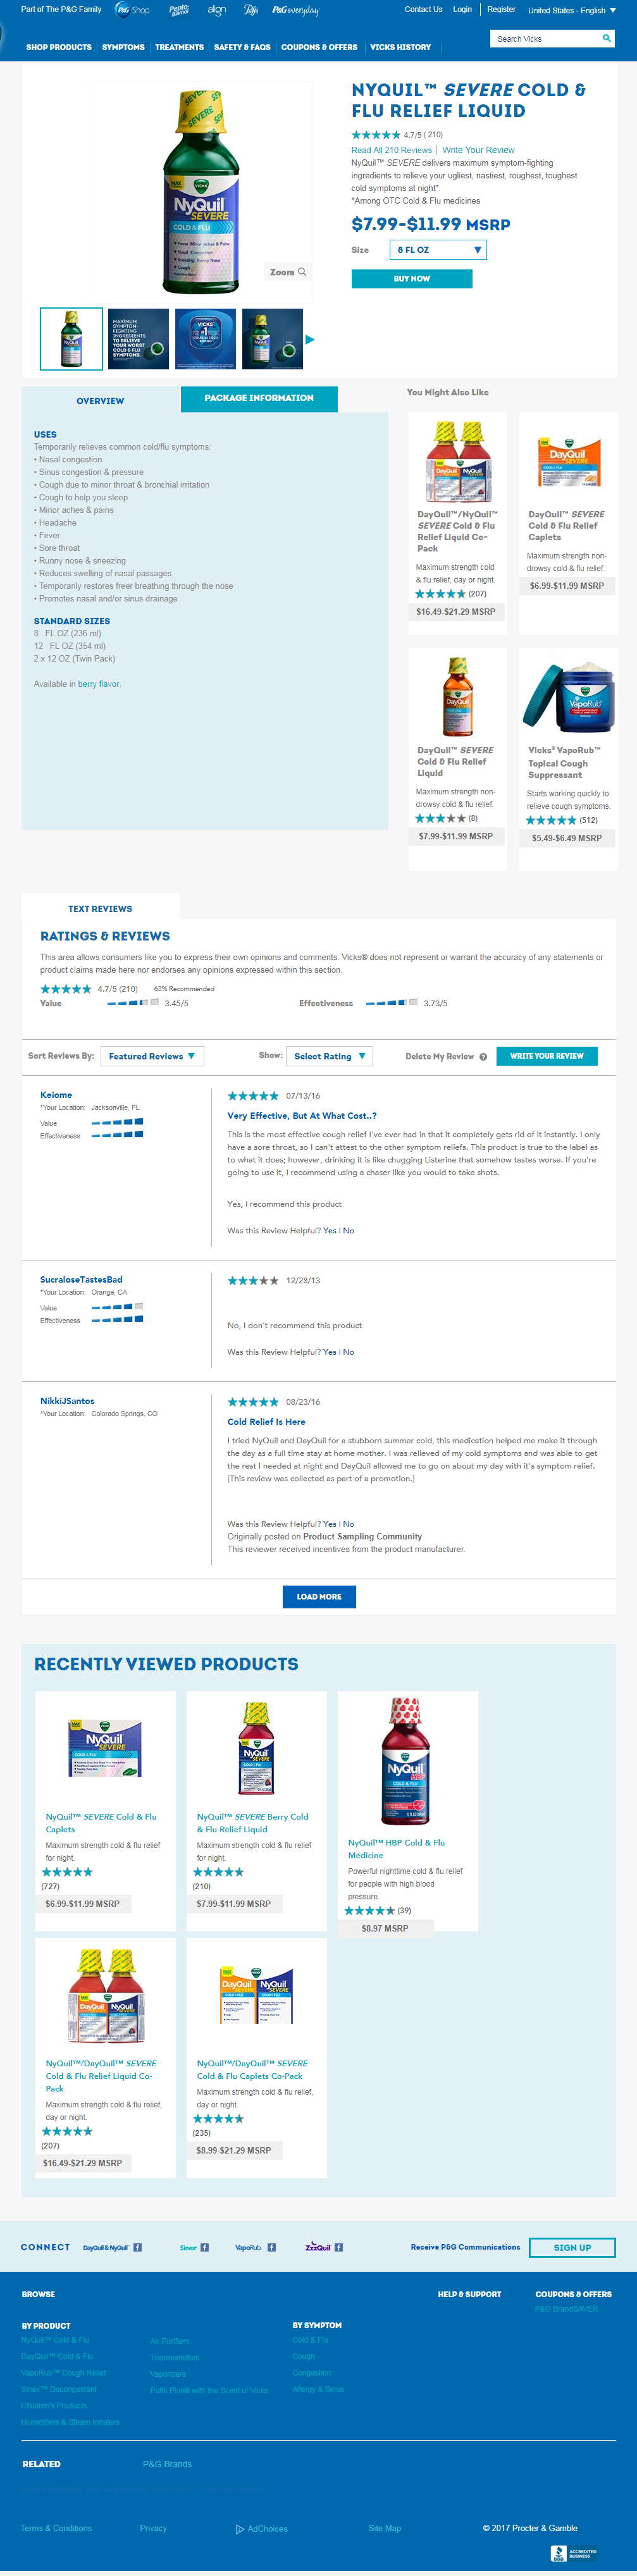 Part of The P&G Family
P&G Shop
Pepto Bismol
align
Puffs
P&G everyday
Contact Us
Login
Register
United States - English
SHOP PRODUCTS
SYMPTOMS
TREATMENTS
SAFETY & FAQS
COUPONS & OFFERS
VICKS HISTORY
Search Vicks
NYQUIL™ SEVERE COLD &
FLU RELIEF LIQUID
4.7/5 ( 210)
Read All 210 Reviews | Write Your Review
NyQuil™ SEVERE delivers maximum symptom-fighting
ingredients to relieve your ugliest, nastiest, roughest, toughest
cold symptoms at night*.
*Among OTC Cold & Flu medicines
$7.99-$11.99 MSRP
Size
8 FL OZ
BUY NOW
VICKS
NyQuil
SEVERE
COLD & FLU
Zoom
MAXIMUM
SYMPTOM-
FIGHTING
INGREDIENTS
TO RELIEVE
YOUR WORST
COLD & FLU
SYMPTOMS.
VICKS
OVERVIEW
PACKAGE INFORMATION
USES
Temporarily relieves common cold/flu symptoms:
• Nasal congestion
• Sinus congestion & pressure
• Cough due to minor throat & bronchial irritation
• Cough to help you sleep
• Minor aches & pains
• Headache
• Fever
• Sore throat
• Runny nose & sneezing
• Reduces swelling of nasal passages
• Temporarily restores freer breathing through the nose
• Promotes nasal and/or sinus drainage
STANDARD SIZES
8 FL OZ (236 ml)
12 FL OZ (354 ml)
2 x 12 OZ (Twin Pack)
Available in berry flavor.
You Might Also Like
DayQuil™/NyQuil™
SEVERE Cold & Flu
Relief Liquid Co-
Pack
Maximum strength cold
& flu relief, day or night.
(207)
$16.49-$21.29 MSRP
DayQuil™ SEVERE
Cold & Flu Relief
Caplets
Maximum strength non-
drowsy cold & flu relief.
$6.99-$11.99 MSRP
DayQuil™ SEVERE
Cold & Flu Relief
Liquid
Maximum strength non-
drowsy cold & flu relief.
(8)
$7.99-$11.99 MSRP
VapoRub
Vicks® VapoRub™
Topical Cough
Suppressant
Starts working quickly to
relieve cough symptoms.
(512)
$5.49-$6.49 MSRP
TEXT REVIEWS
RATINGS & REVIEWS
This area allows consumers like you to express their own opinions and comments. Vicks® does not represent or warrant the accuracy of any statements or
product claims made here nor endorses any opinions expressed within this section.
4.7/5 (210)
63% Recommended
Value
3.45/5
Effectiveness
3.73/5
Sort Reviews By:
Featured Reviews
Show:
Select Rating
Delete My Review
WRITE YOUR REVIEW
Keiome
*Your Location: Jacksonville, FL
Value
Effectiveness
07/13/16
Very Effective, But At What Cost..?
This is the most effective cough relief I've ever had in that it completely gets rid of it instantly. I only
have a sore throat, so I can't attest to the other symptom reliefs. This product is true to the label as
to what it does; however, drinking it is like chugging Listerine that somehow tastes worse. If you're
going to use it, I recommend using a chaser like you would to take shots.
Yes, I recommend this product
Was this Review Helpful? Yes | No
SucraloseTastesBad
*Your Location: Orange, CA
Value
Effectiveness
12/28/13
No, I don't recommend this product
Was this Review Helpful? Yes | No
NikkiJSantos
*Your Location: Colorado Springs, CO
08/23/16
Cold Relief Is Here
I tried NyQuil and DayQuil for a stubborn summer cold, this medication helped me make it through
the day as a full time stay at home mother. I was relieved of my cold symptoms and was able to get
the rest I needed at night and DayQuil allowed me to go on about my day with it's symptom relief.
[This review was collected as part of a promotion.]
Was this Review Helpful? Yes | No
Originally posted on Product Sampling Community
This reviewer received incentives from the product manufacturer.
LOAD MORE
RECENTLY VIEWED PRODUCTS
NyQuil™ SEVERE Cold & Flu
Caplets
Maximum strength cold & flu relief
for night.
(727)
$6.99-$11.99 MSRP
NyQuil™ SEVERE Berry Cold
& Flu Relief Liquid
Maximum strength cold & flu relief
for night.
(210)
$7.99-$11.99 MSRP
NyQuil™ HBP Cold & Flu
Medicine
Powerful nighttime cold & flu relief
for people with high blood
pressure.
(39)
$8.97 MSRP
NyQuil™/DayQuil™ SEVERE
Cold & Flu Relief Liquid Co-
Pack
Maximum strength cold & flu relief,
day or night.
(207)
$16.49-$21.29 MSRP
NyQuil™/DayQuil™ SEVERE
Cold & Flu Caplets Co-Pack
Maximum strength cold & flu relief,
day or night.
(235)
$8.99-$21.29 MSRP
CONNECT
DayQuil & NyQuil
Sinex
VapoRub
ZzzQuil
Receive P&G Communications
SIGN UP
BROWSE
HELP & SUPPORT
COUPONS & OFFERS
P&G BrandSAVER
BY PRODUCT
NyQuil™ Cold & Flu
DayQuil™ Cold & Flu
VapoRub™ Cough Relief
Sinex™ Decongestant
Children's Products
Humidifiers & Steam Inhalers
Air Purifiers
Thermometers
Vaporizers
Puffs Plus® with the Scent of Vicks
BY SYMPTOM
Cold & Flu
Cough
Congestion
Allergy & Sinus
RELATED
P&G Brands
Terms & Conditions
Privacy
AdChoices
Site Map
© 2017 Procter & Gamble
BBB
ACCREDITED
BUSINESS